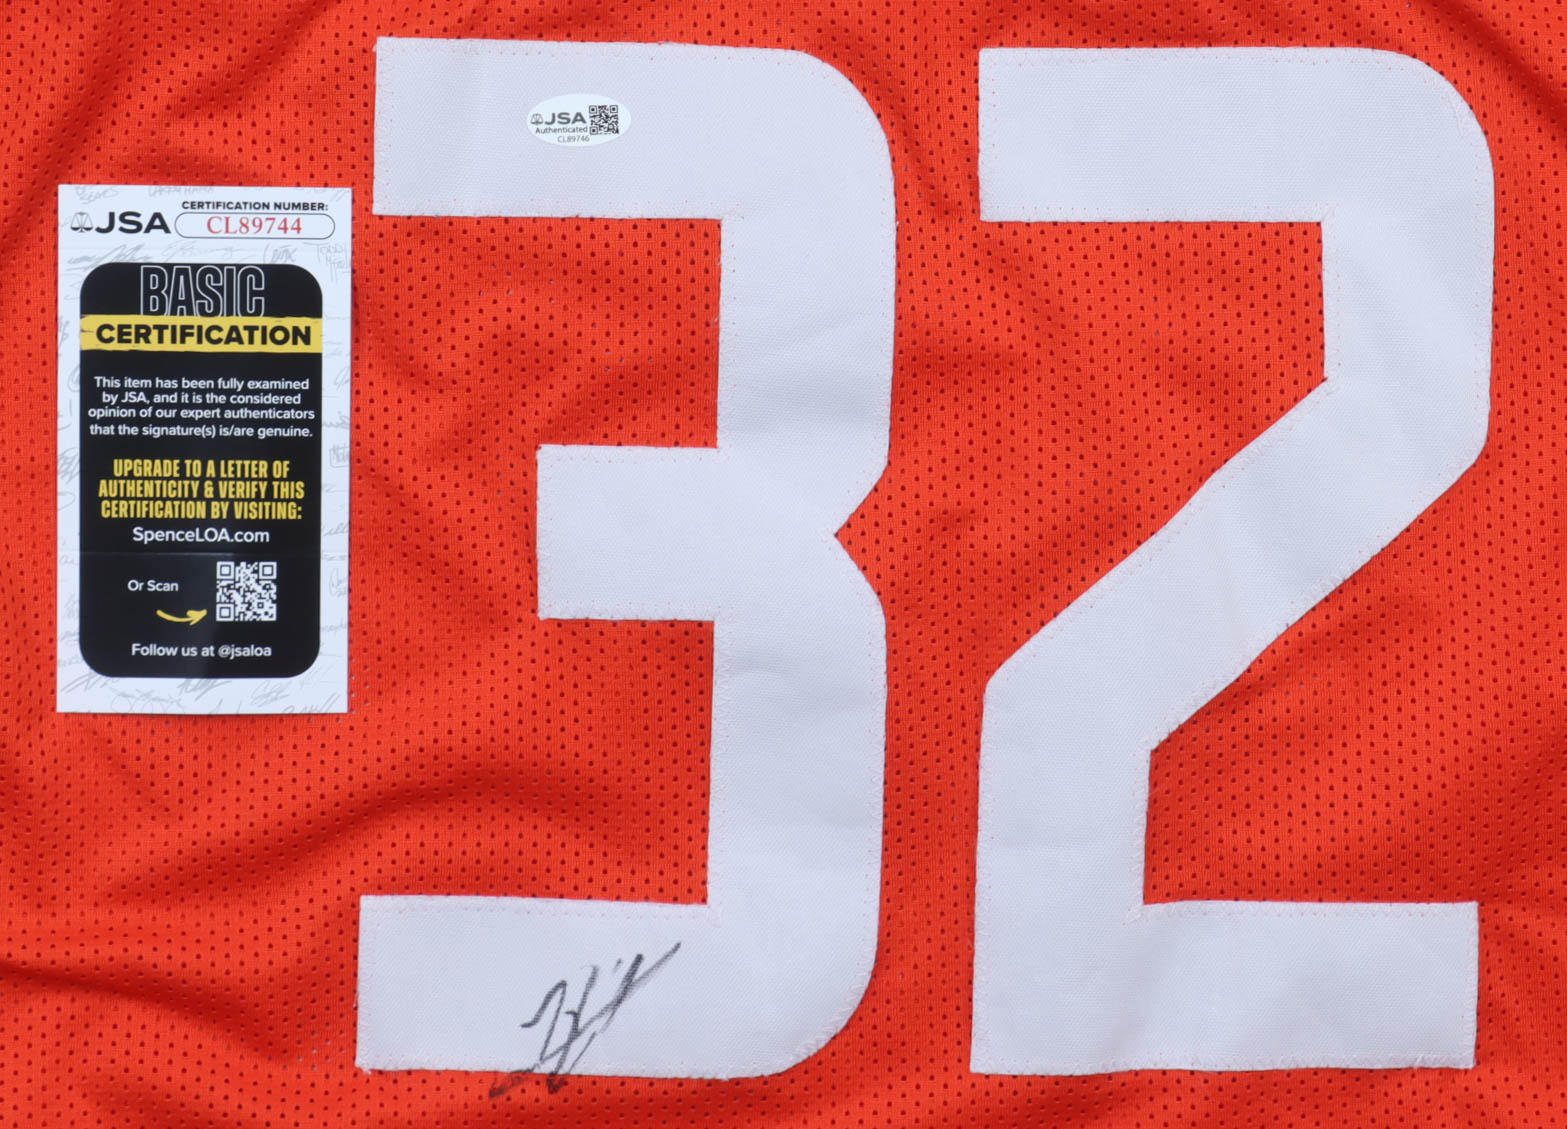 32
JSA
Authenticated
CL89746
JSA
CERTIFICATION NUMBER:
CL89744
BASIC
CERTIFICATION
This item has been fully examined
by JSA, and it is the considered
opinion of our expert authenticators
that the signature(s) is/are genuine.
UPGRADE TO A LETTER OF
AUTHENTICITY & VERIFY THIS
CERTIFICATION BY VISITING:
SpenceLOA.com
Or Scan
Follow us at @jsaloa